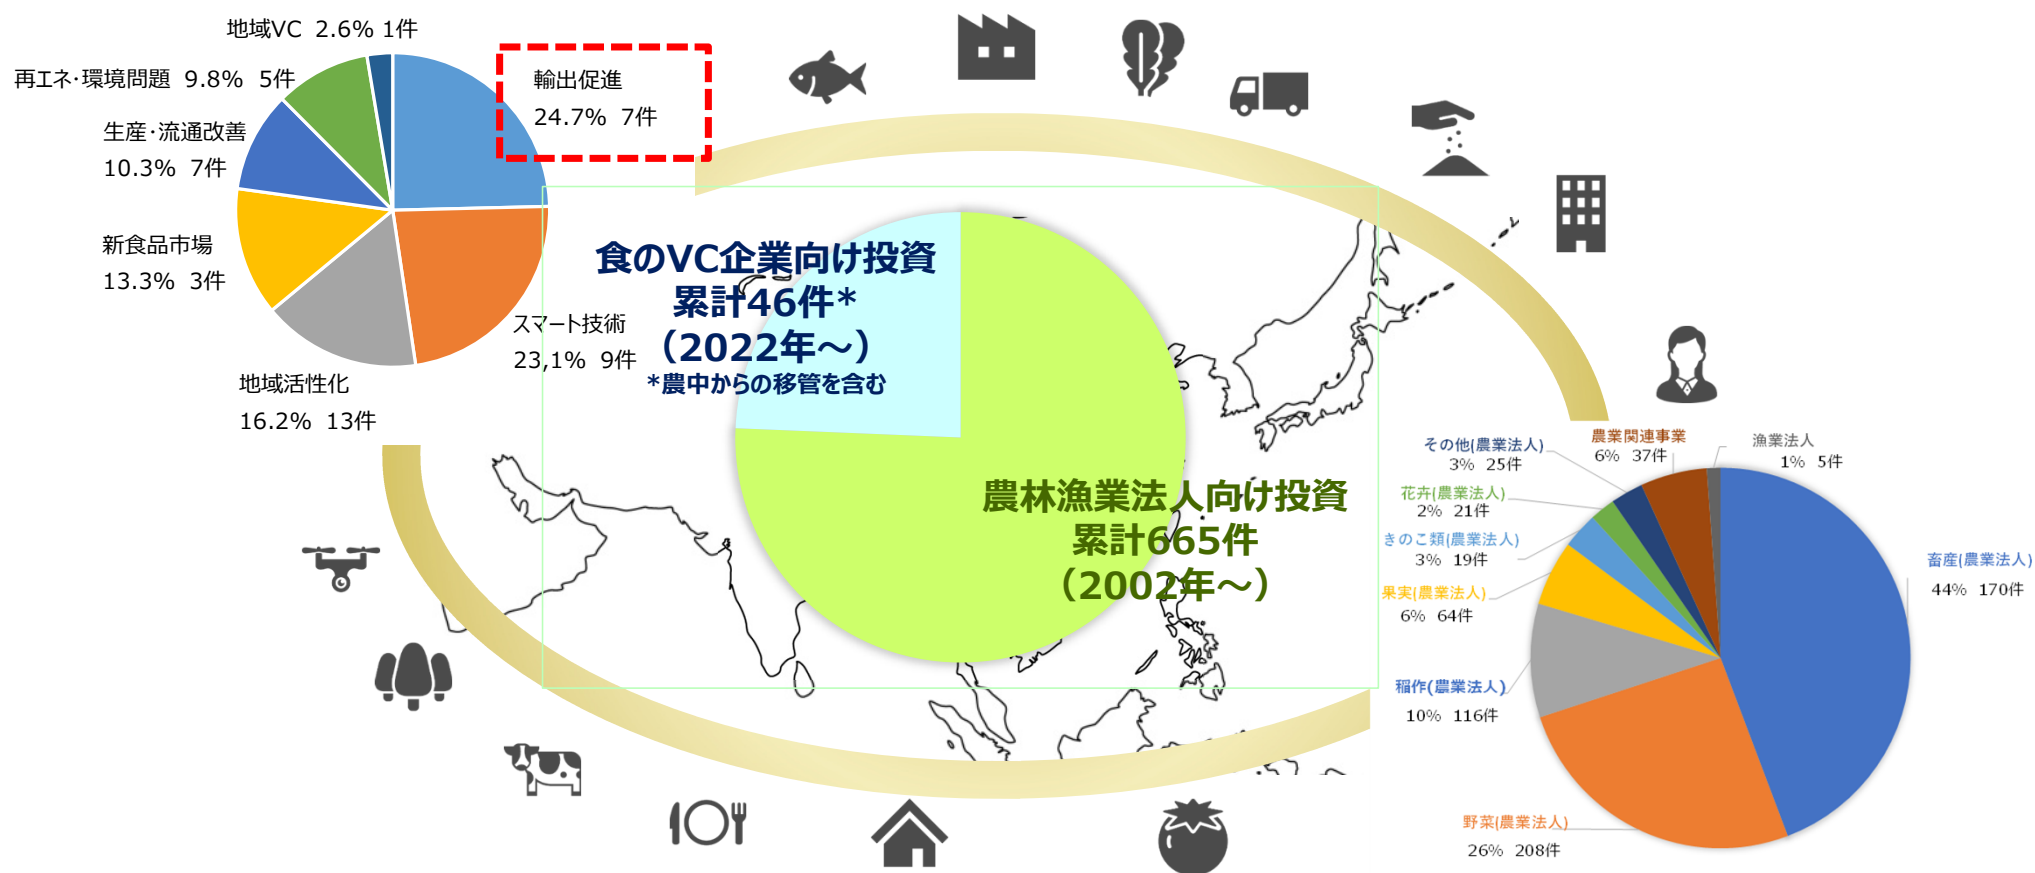 地域VC 2.6% 1件
再エネ・環境問題 9.8% 5件
生産・流通改善
10.3% 7件
新食品市場
13.3% 3件
地域活性化
16.2% 13件
スマート技術
23,1% 9件
輸出促進
24.7% 7件
食のVC企業向け投資
累計46件*
（2022年～）
*農中からの移管を含む
農林漁業法人向け投資
累計665件
（2002年～）
その他(農業法人)
3% 25件
農業関連事業
6% 37件
漁業法人
1% 5件
花卉(農業法人)
2% 21件
きのこ類(農業法人)
3% 19件
果実(農業法人)
6% 64件
稲作(農業法人)
10% 116件
野菜(農業法人)
26% 208件
畜産(農業法人)
44% 170件